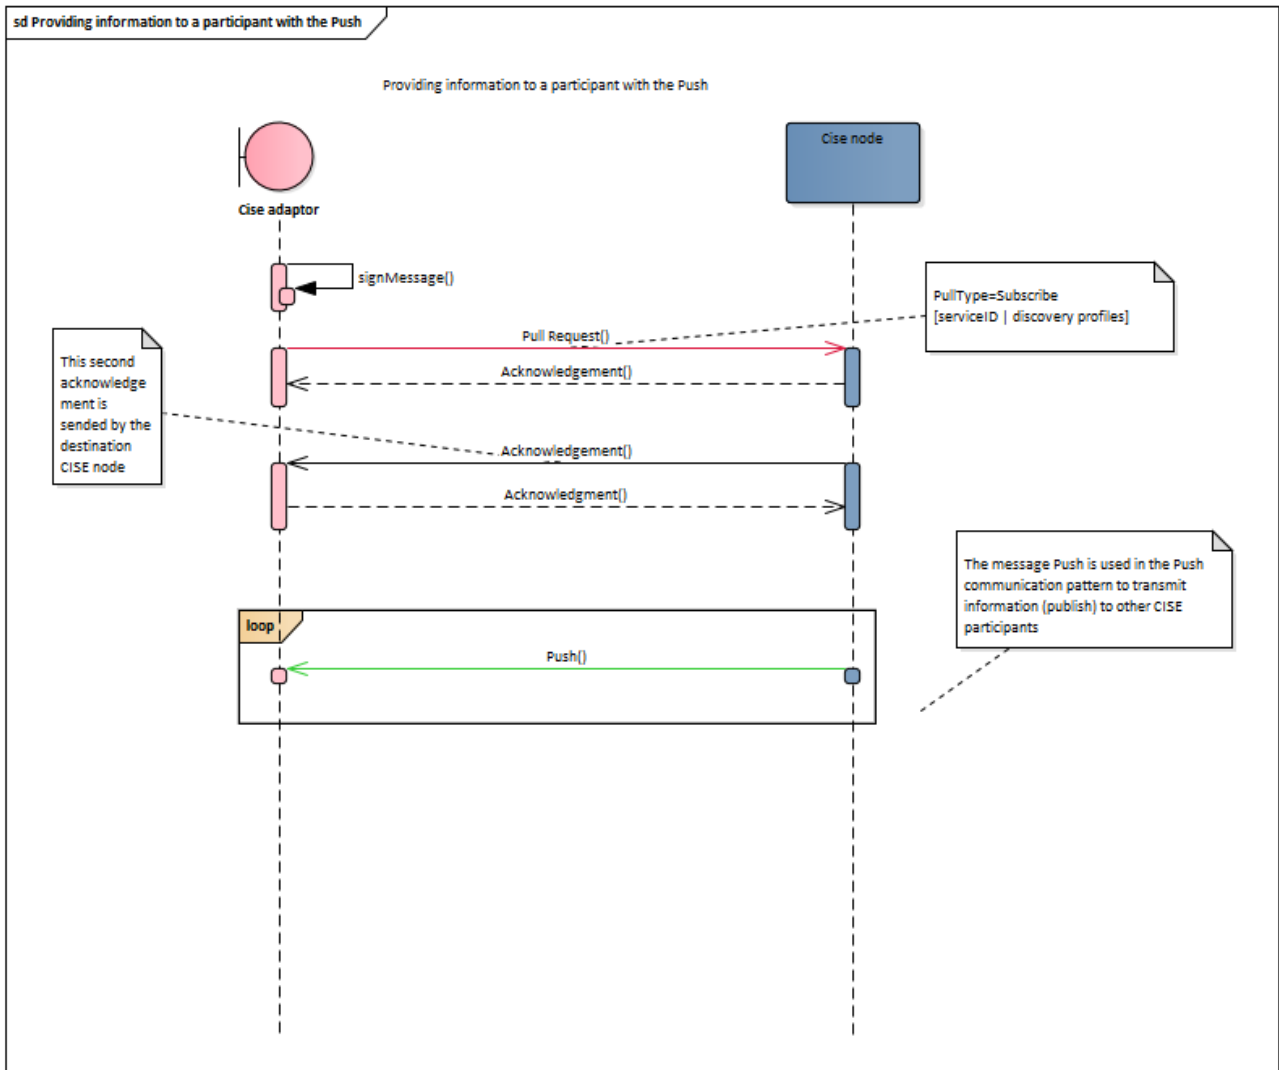 sd Providing information to a participant with the Push
Providing information to a participant with the Push
Cise node
Cise adaptor
signMessage()
PullType=Subscribe
[serviceID | discovery profiles]
Pull Request()
This second
acknowledge
ment is
sended by the
destination
CISE node
Acknowledgement()
Acknowledgement()
Acknowledgment()
The message Push is used in the Push
communication pattern to transmit
information (publish) to other CISE
participants
loop
Push()